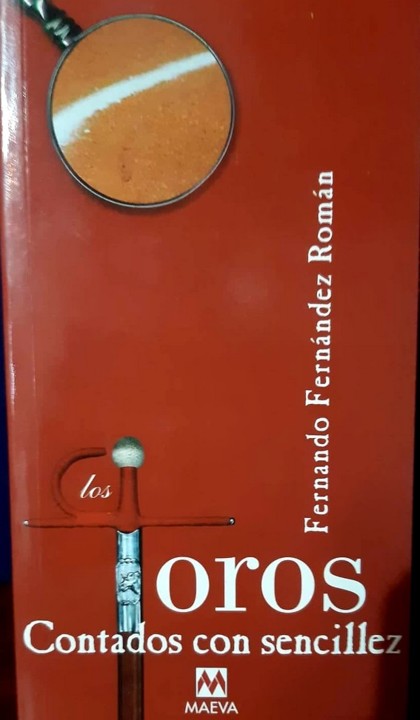 Fernando Fernández Román
los
Toros
Contados con sencillez
MAEVA